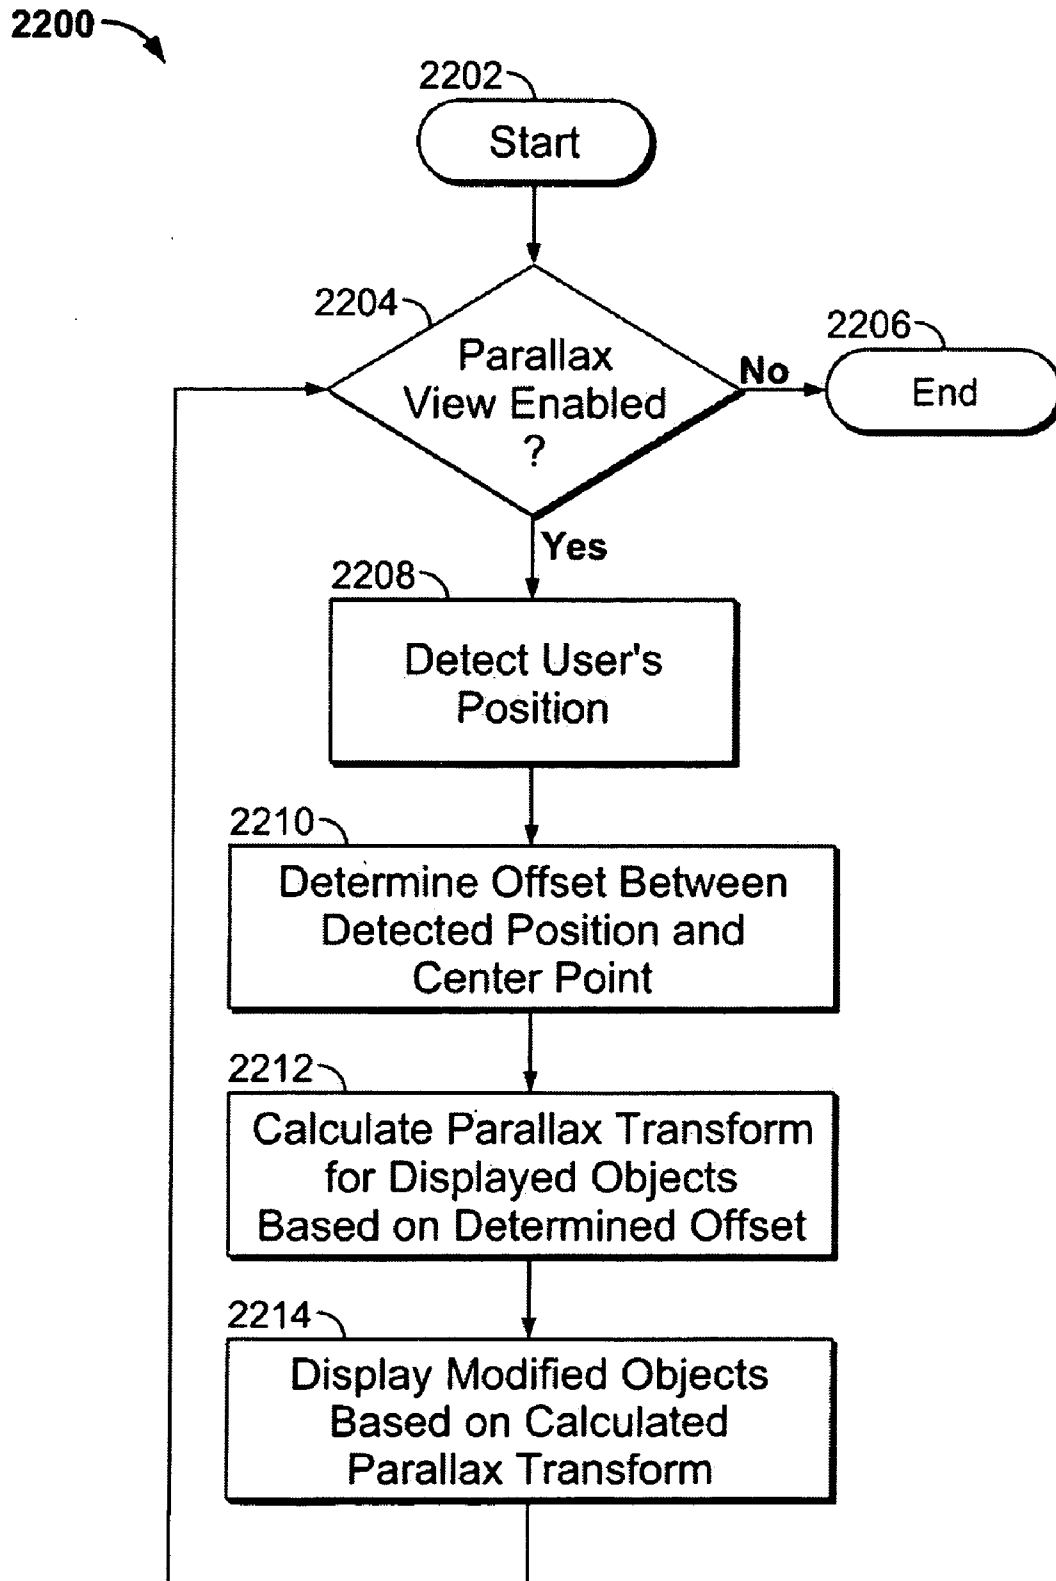 2200
2202
Start
2204
Parallax
View Enabled
?
No
2206
End
Yes
2208
Detect User's
Position
2210
Determine Offset Between
Detected Position and
Center Point
2212
Calculate Parallax Transform
for Displayed Objects
Based on Determined Offset
2214
Display Modified Objects
Based on Calculated
Parallax Transform